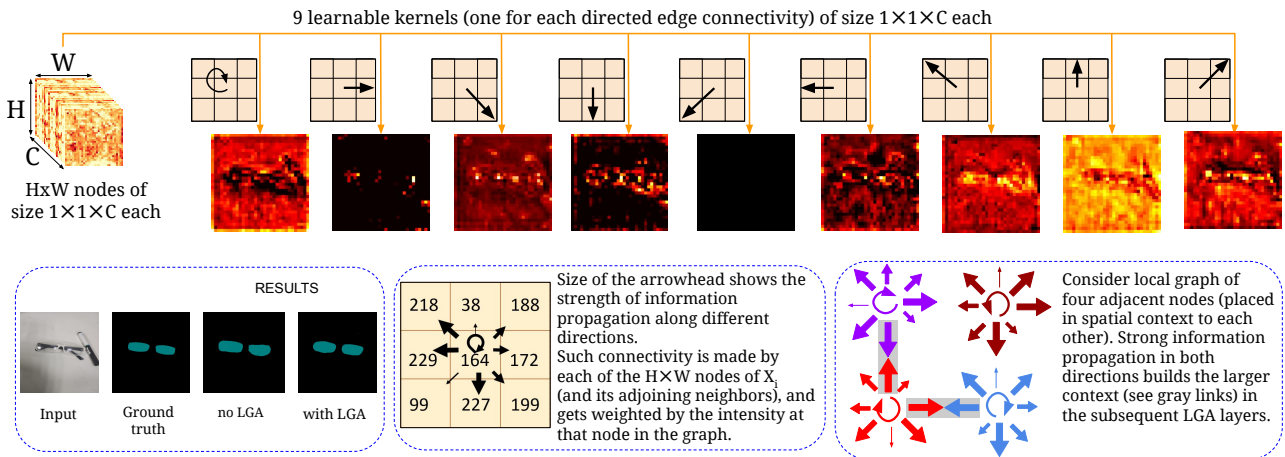 9 learnable kernels (one for each directed edge connectivity) of size 1×1×C each
W
H
C
HxW nodes of
size 1×1×C each
RESULTS
Input
Ground
truth
no LGA
with LGA
218 38 188
229 164 172
99 227 199
Size of the arrowhead shows the
strength of information
propagation along different
directions.
Such connectivity is made by
each of the H×W nodes of Xᵢ
(and its adjoining neighbors), and
gets weighted by the intensity at
that node in the graph.
Consider local graph of
four adjacent nodes (placed
in spatial context to each
other). Strong information
propagation in both
directions builds the larger
context (see gray links) in
the subsequent LGA layers.